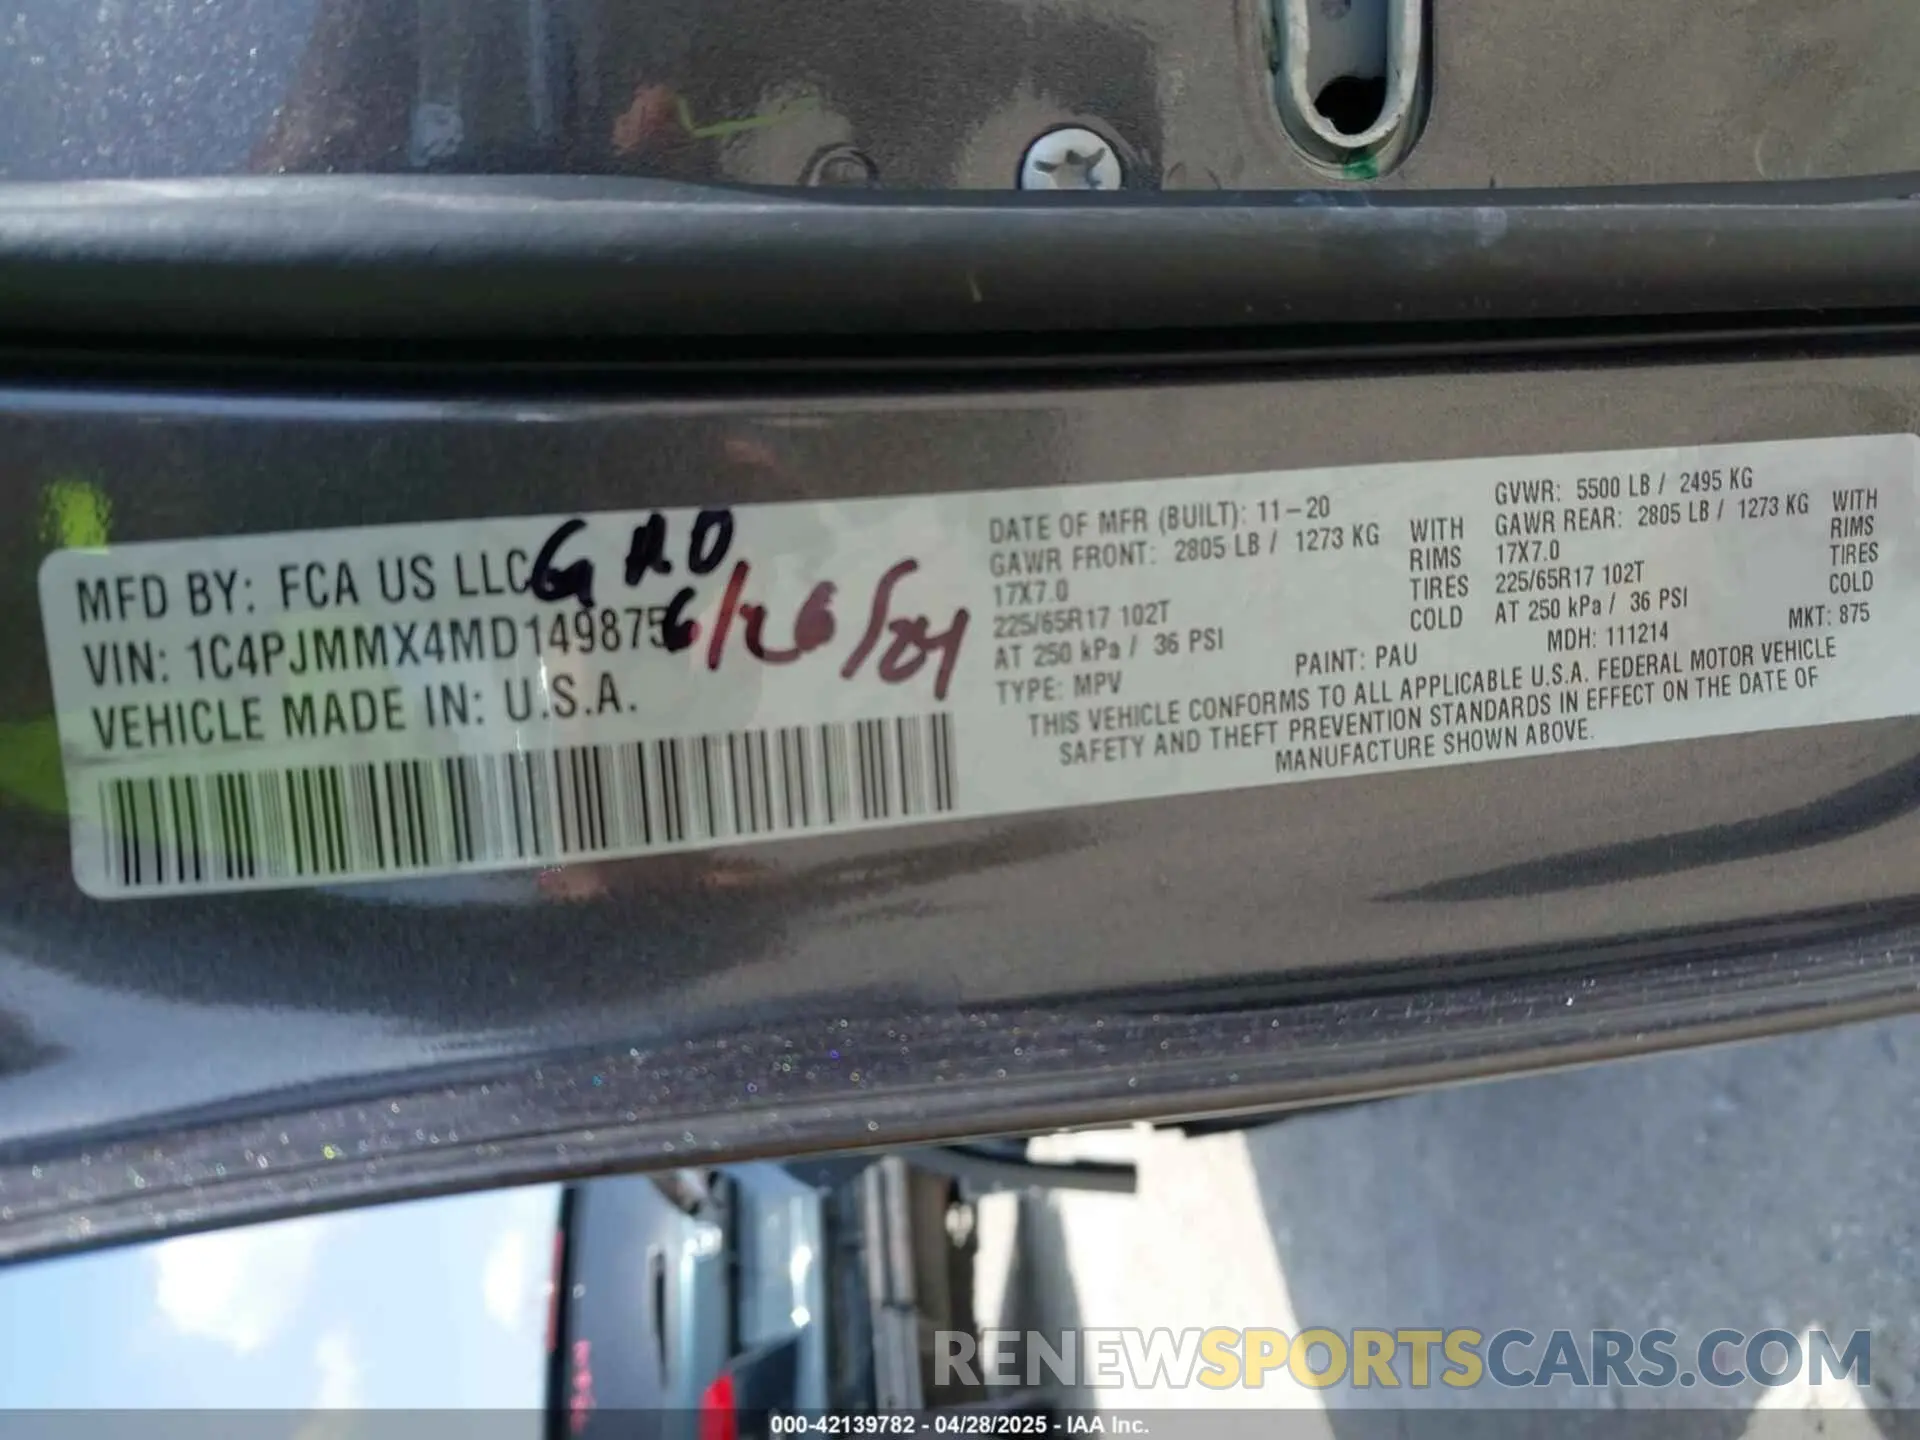 MFD BY: FCA US LLC
GRO
VIN: 1C4PJMMX4MD149875
6/26/24
VEHICLE MADE IN: U.S.A.
DATE OF MFR (BUILT): 11-20
GAWR FRONT: 2805 LB / 1273 KG WITH
17X7.0 RIMS
225/65R17 102T TIRES
AT 250 kPa / 36 PSI COLD
GVWR: 5500 LB / 2495 KG
GAWR REAR: 2805 LB / 1273 KG WITH
17X7.0 RIMS
225/65R17 102T TIRES
AT 250 kPa / 36 PSI COLD
TYPE: MPV PAINT: PAU MDH: 111214 MKT: 875
THIS VEHICLE CONFORMS TO ALL APPLICABLE U.S.A. FEDERAL MOTOR VEHICLE
SAFETY AND THEFT PREVENTION STANDARDS IN EFFECT ON THE DATE OF
MANUFACTURE SHOWN ABOVE.
RENEWSPORTSCARS.COM
000-42139782 - 04/28/2025 - IAA Inc.